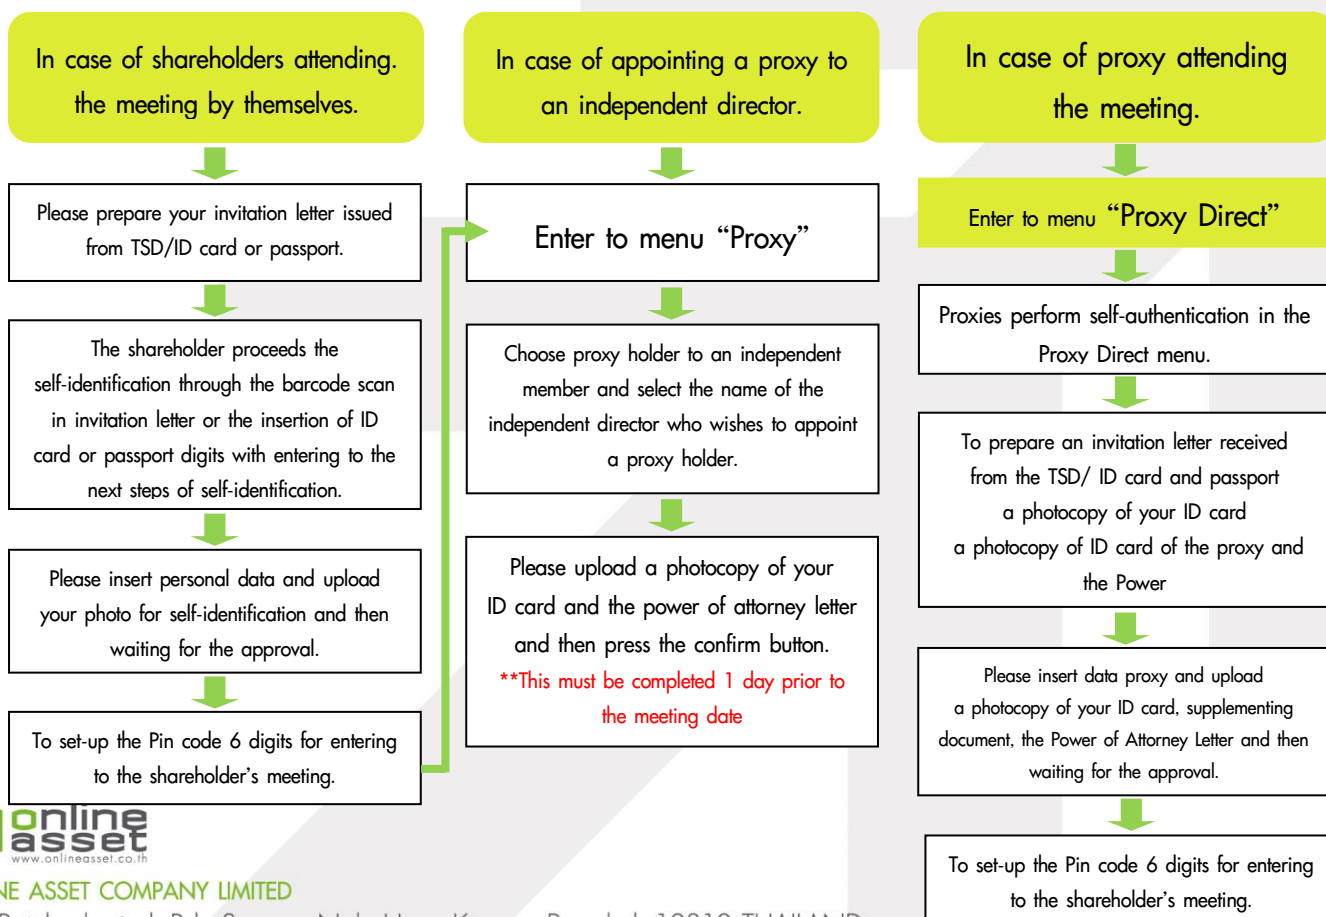 In case of shareholders attending.
the meeting by themselves.
Please prepare your invitation letter issued
from TSD/ID card or passport.
The shareholder proceeds the
self-identification through the barcode scan
in invitation letter or the insertion of ID
card or passport digits with entering to the
next steps of self-identification.
Please insert personal data and upload
your photo for self-identification and then
waiting for the approval.
To set-up the Pin code 6 digits for entering
to the shareholder’s meeting.
In case of appointing a proxy to
an independent director.
Enter to menu “Proxy”
Choose proxy holder to an independent
member and select the name of the
independent director who wishes to appoint
a proxy holder.
Please upload a photocopy of your
ID card and the power of attorney letter
and then press the confirm button.
**This must be completed 1 day prior to
the meeting date
In case of proxy attending
the meeting.
Enter to menu “Proxy Direct”
Proxies perform self-authentication in the
Proxy Direct menu.
To prepare an invitation letter received
from the TSD/ ID card and passport
a photocopy of your ID card
a photocopy of ID card of the proxy and
the Power
Please insert data proxy and upload
a photocopy of your ID card, supplementing
document, the Power of Attorney Letter and then
waiting for the approval.
To set-up the Pin code 6 digits for entering
to the shareholder’s meeting.
online
asset
www.onlineasset.co.th
NE ASSET COMPANY LIMITED
10310 THAILAND